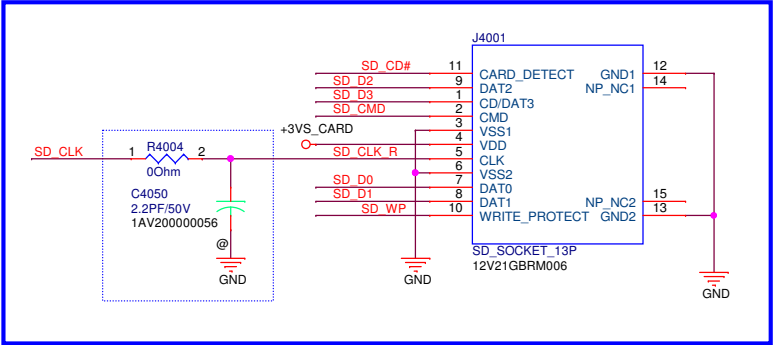 J4001
SD_CD# 11 CARD_DETECT GND1 12
SD_D2 9 DAT2 NP_NC1 14
SD_D3 1 CD/DAT3
SD_CMD 2 CMD
3 VSS1
+3VS_CARD 4 VDD
SD_CLK 1 R4004 2 SD_CLK_R 5 CLK
0Ohm
6 VSS2
SD_D0 7 DAT0
SD_D1 8 DAT1 NP_NC2 15
SD_WP 10 WRITE_PROTECT GND2 13
C4050
2.2PF/50V
1AV200000056
@
SD_SOCKET_13P
12V21GBRM006
GND
GND
GND